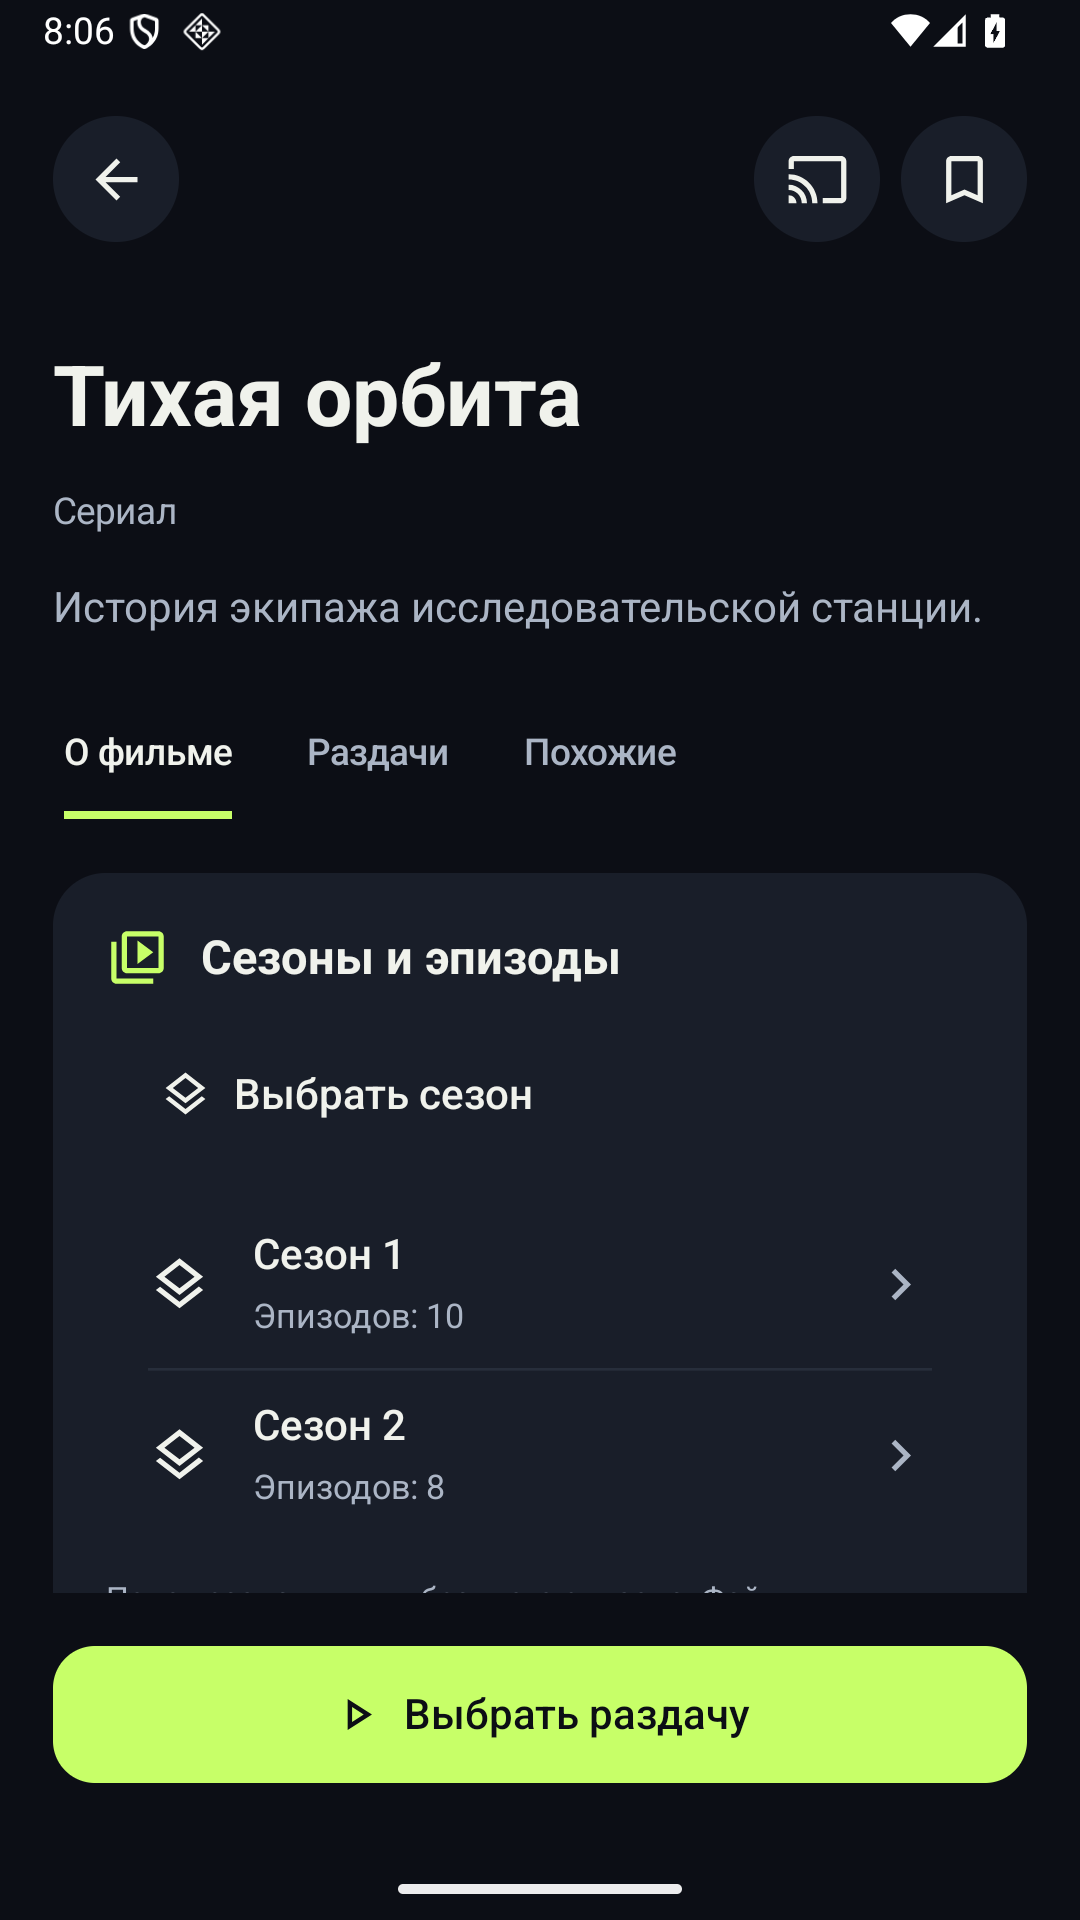 8:06
Тихая орбита
Сериал
История экипажа исследовательской станции.
О фильме Раздачи Похожие
Сезоны и эпизоды
Выбрать сезон
Сезон 1
Эпизодов: 10
Сезон 2
Эпизодов: 8
Выбрать раздачу